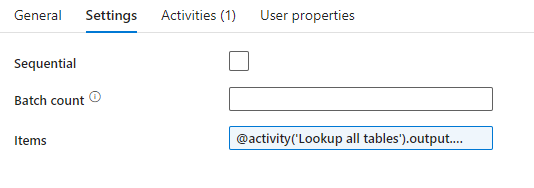 General Settings Activities (1) User properties
Sequential
Batch count
Items @activity('Lookup all tables').output....